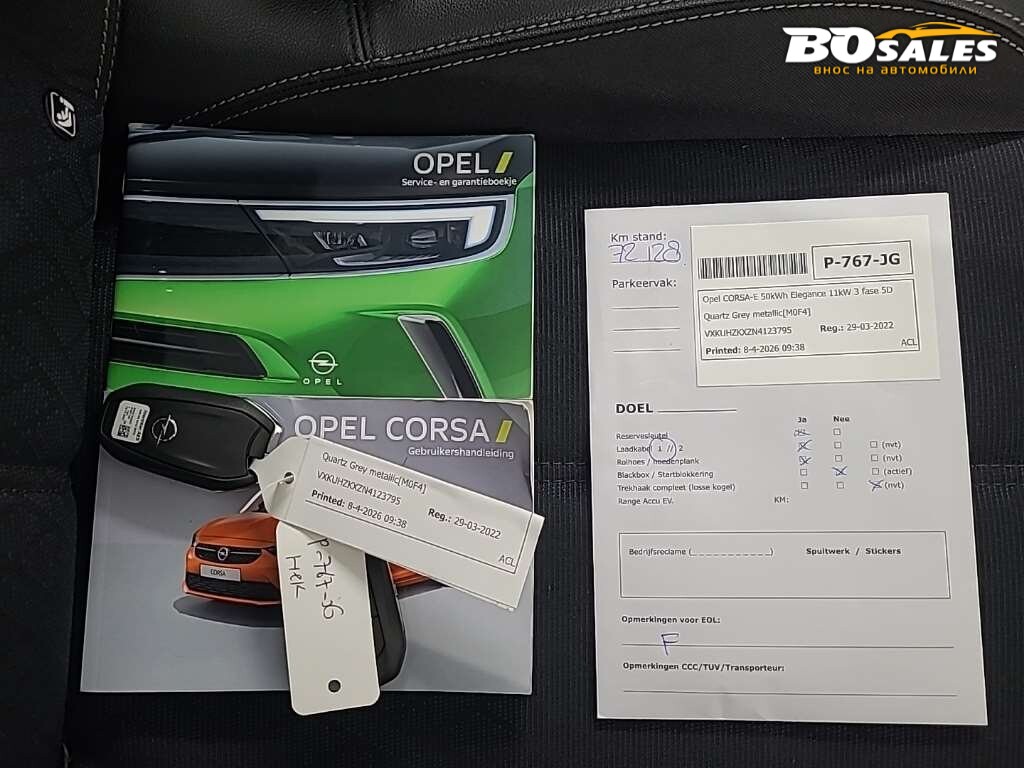 BOSALES
внос на автомобили
OPEL
Service- en garantieboekje
OPEL
OPEL CORSA
Gebruikershandleiding
CORSA
Quartz Grey metallic[M0F4]
VXKUHZKXZN4123795
Reg.: 29-03-2022
Printed: 8-4-2026 09:38
ACL
P-767-JG
Km stand:
72128
Parkeervak:
P-767-JG
Opel CORSA-E 50kWh Elegance 11kW 3 fase 5D
Quartz Grey metallic[M0F4]
VXKUHZKXZN4123795
Reg.: 29-03-2022
Printed: 8-4-2026 09:38
ACL
DOEL
Ja Nee
Reservesleutel
Laadkabel 1 // 2 (nvt)
Rolhoes / hoedenplank (nvt)
Blackbox / Startblokkering (actief)
Trekhaak compleet (losse kogel) (nvt)
Range Accu EV. KM:
Bedrijfsreclame (_ _ _ _ _ _ _ _ _ _ _ _) Spuitwerk / Stickers
Opmerkingen voor EOL:
F
Opmerkingen CCC/TUV/Transporteur: